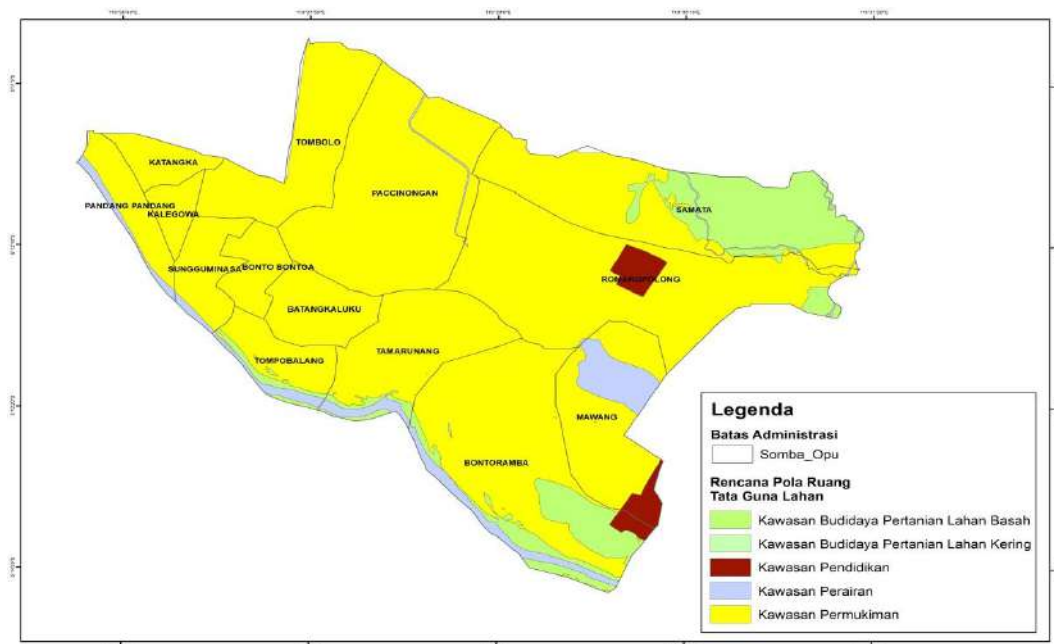 TOMBOLO
KATANGKA
PACCINONGAN
PANDANG PANDANG
KALEGOWA
SAMATA
SUNGGUMINASA
BONTO BONTOA
BATANGKALUKU
TAMARUNANG
TOMPOBALANG
MAWANG
BONTORAMBA
Legenda
Batas Administrasi
Somba_Opu
Rencana Pola Ruang
Tata Guna Lahan
Kawasan Budidaya Pertanian Lahan Basah
Kawasan Budidaya Pertanian Lahan Kering
Kawasan Pendidikan
Kawasan Perairan
Kawasan Permukiman